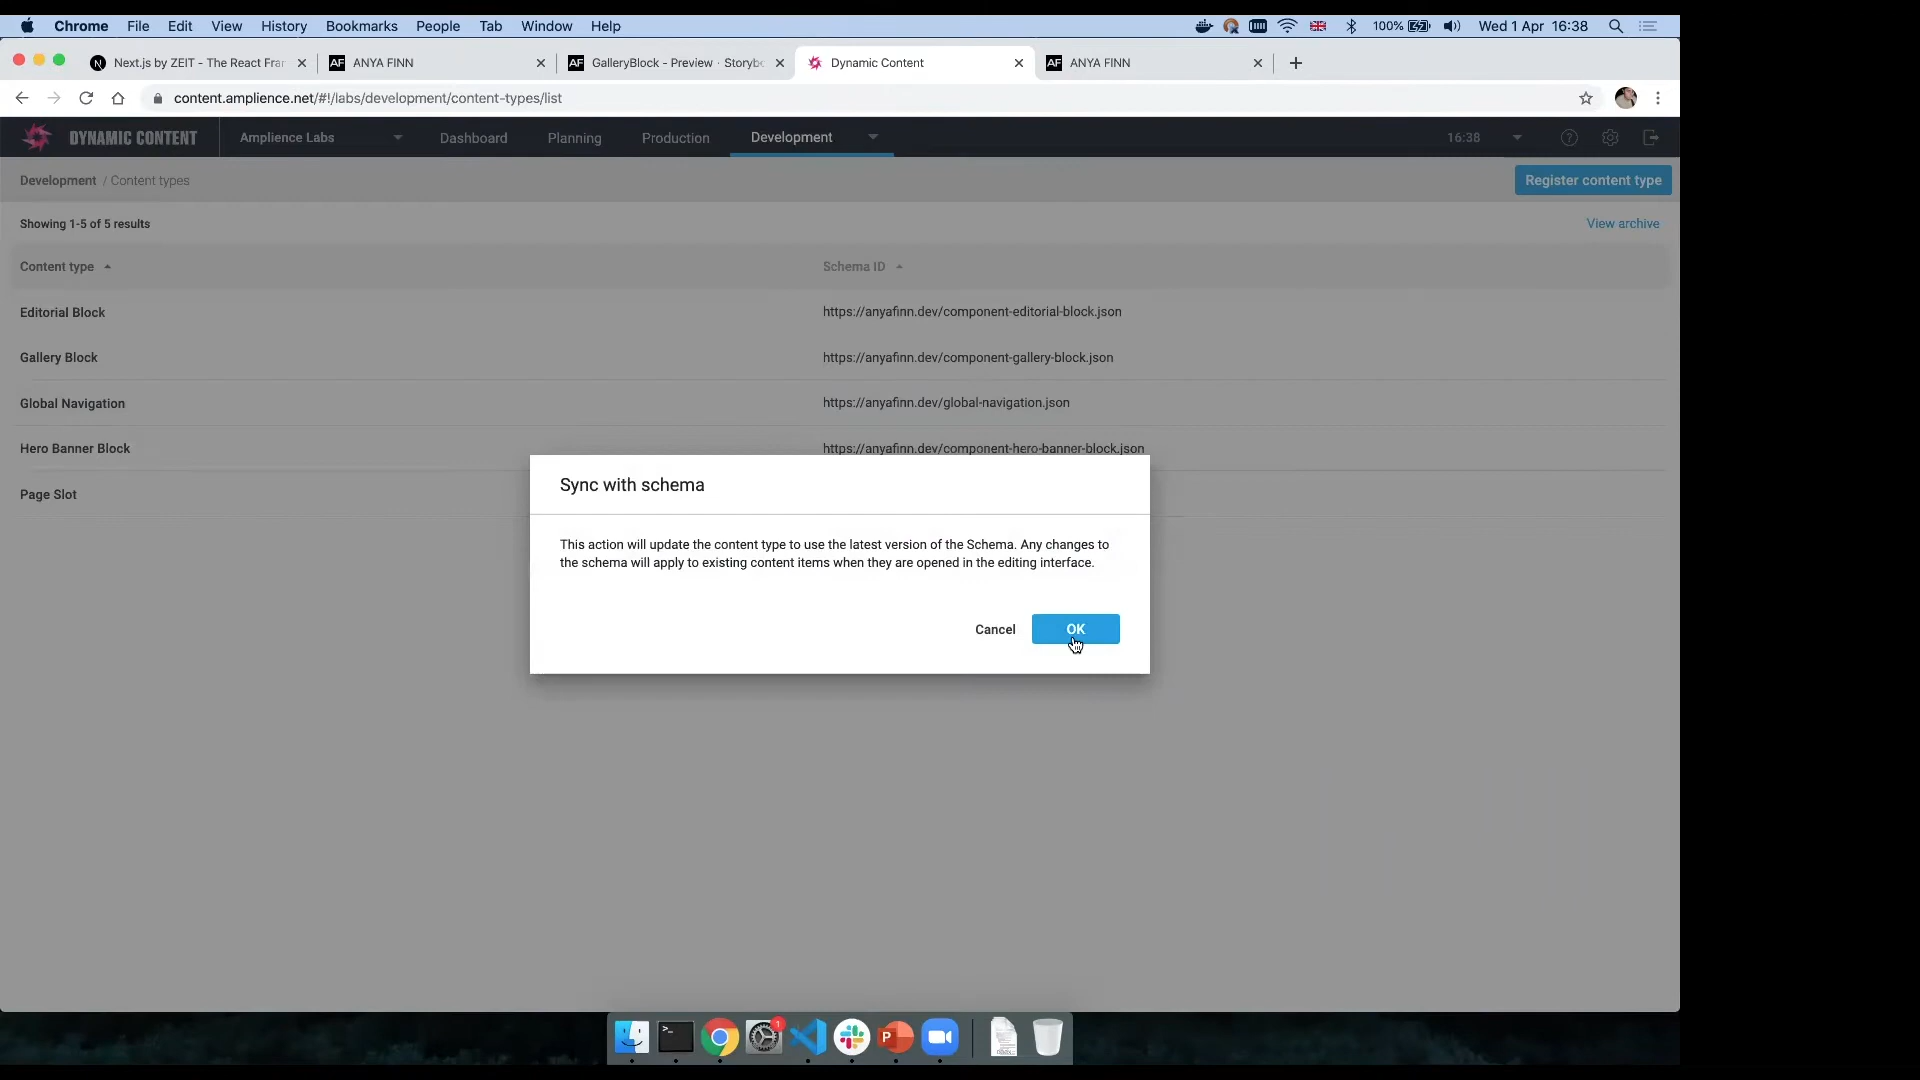 Chrome File Edit View History Bookmarks People Tab Window Help 100% Wed 1 Apr 16:38
Next.js by ZEIT - The React Fra
AF ANYA FINN
AF GalleryBlock - Preview · Storybo
Dynamic Content
AF ANYA FINN
content.amplience.net/#!/labs/development/content-types/list
DYNAMIC CONTENT Amplience Labs Dashboard Planning Production Development 16:38
Development / Content types
Register content type
Showing 1-5 of 5 results
View archive
Content type Schema ID
Editorial Block https://anyafinn.dev/component-editorial-block.json
Gallery Block https://anyafinn.dev/component-gallery-block.json
Global Navigation https://anyafinn.dev/global-navigation.json
Hero Banner Block https://anyafinn.dev/component-hero-banner-block.json
Page Slot
Sync with schema
This action will update the content type to use the latest version of the Schema. Any changes to
the schema will apply to existing content items when they are opened in the editing interface.
Cancel OK
1
P